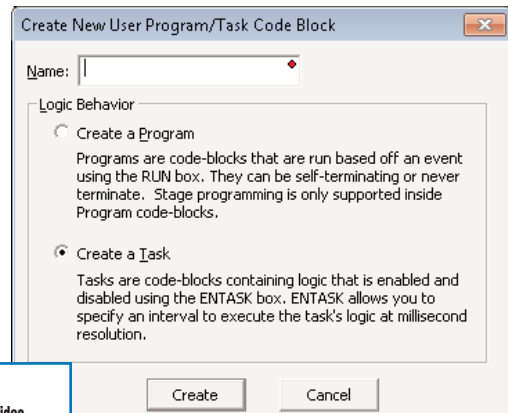 Create New User Program/Task Code Block
Name:
Logic Behavior
Create a Program
Programs are code-blocks that are run based off an event
using the RUN box. They can be self-terminating or never
terminate.  Stage programming is only supported inside
Program code-blocks.
Create a Task
Tasks are code-blocks containing logic that is enabled and
disabled using the ENTASK box. ENTASK allows you to
specify an interval to execute the task's logic at millisecond
resolution.
Create
Cancel